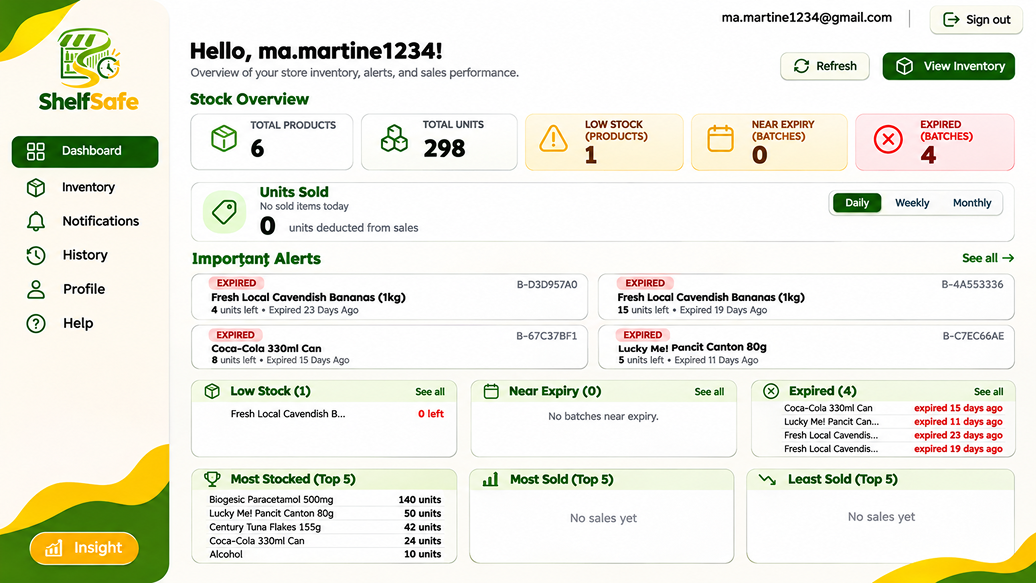 ma.martine1234@gmail.com
Sign out
ShelfSafe
Dashboard
Inventory
Notifications
History
Profile
Help
Insight
Hello, ma.martine1234!
Overview of your store inventory, alerts, and sales performance.
Refresh
View Inventory
Stock Overview
TOTAL PRODUCTS
6
TOTAL UNITS
298
LOW STOCK
(PRODUCTS)
1
NEAR EXPIRY
(BATCHES)
0
EXPIRED
(BATCHES)
4
Units Sold
No sold items today
0 units deducted from sales
Daily
Weekly
Monthly
Important Alerts
See all →
EXPIRED
B-D3D957A0
Fresh Local Cavendish Bananas (1kg)
4 units left • Expired 23 Days Ago
EXPIRED
B-4A553336
Fresh Local Cavendish Bananas (1kg)
15 units left • Expired 19 Days Ago
EXPIRED
B-67C37BF1
Coca-Cola 330ml Can
8 units left • Expired 15 Days Ago
EXPIRED
B-C7EC66AE
Lucky Me! Pancit Canton 80g
5 units left • Expired 11 Days Ago
Low Stock (1)
See all
Fresh Local Cavendish B... 0 left
Near Expiry (0)
See all
No batches near expiry.
Expired (4)
See all
Coca-Cola 330ml Can expired 15 days ago
Lucky Me! Pancit Can... expired 11 days ago
Fresh Local Cavendis... expired 23 days ago
Fresh Local Cavendis... expired 19 days ago
Most Stocked (Top 5)
Biogesic Paracetamol 500mg 140 units
Lucky Me! Pancit Canton 80g 50 units
Century Tuna Flakes 155g 42 units
Coca-Cola 330ml Can 24 units
Alcohol 10 units
Most Sold (Top 5)
No sales yet
Least Sold (Top 5)
No sales yet